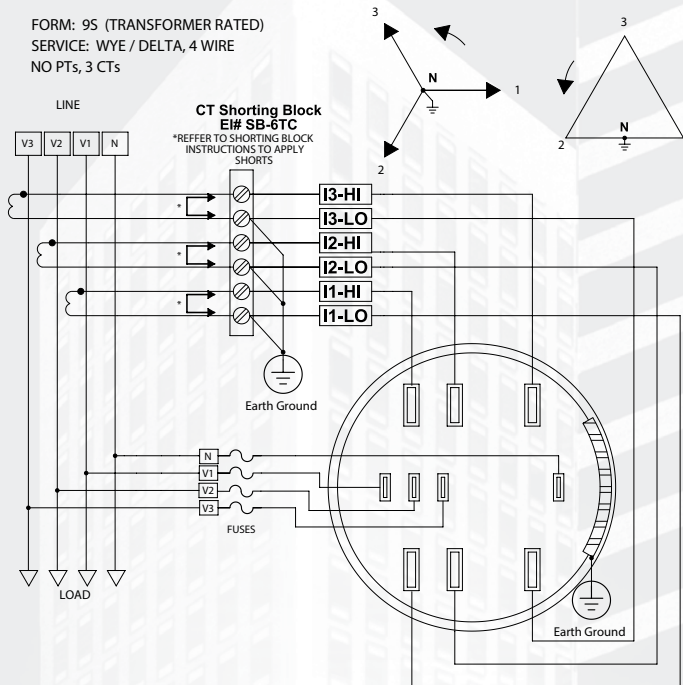 FORM: 9S (TRANSFORMER RATED)
SERVICE: WYE / DELTA, 4 WIRE
NO PTs, 3 CTs
3
N
1
2
3
N
2
LINE
V3 V2 V1 N
CT Shorting Block
EI# SB-6TC
*REFFER TO SHORTING BLOCK
INSTRUCTIONS TO APPLY
SHORTS
*
*
*
I3-HI
I3-LO
I2-HI
I2-LO
I1-HI
I1-LO
Earth Ground
N
V1
V2
V3
FUSES
LOAD
Earth Ground